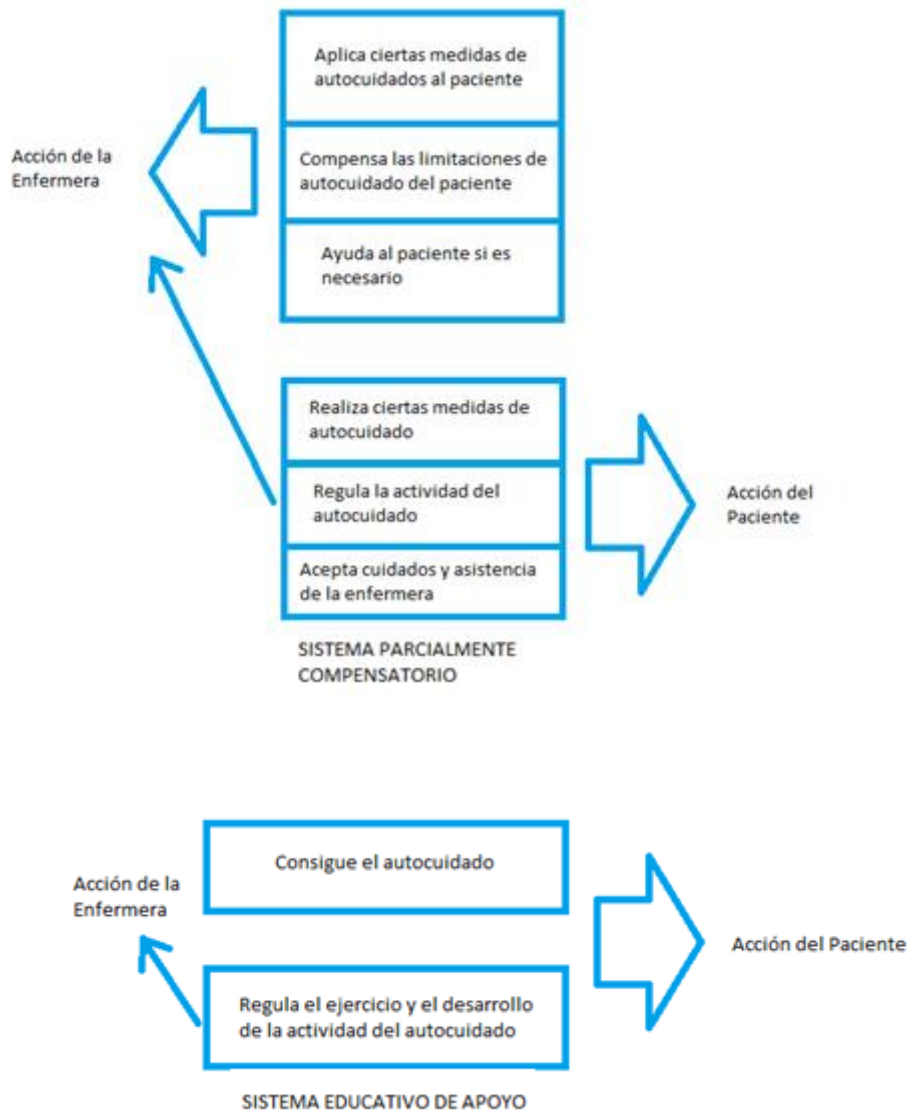 Aplica ciertas medidas de
autocuidados al paciente
Acción de la
Enfermera
Compensa las limitaciones de
autocuidado del paciente
Ayuda al paciente si es
necesario
Realiza ciertas medidas de
autocuidado
Regula la actividad del
autocuidado
Acción del
Paciente
Acepta cuidados y asistencia
de la enfermera
SISTEMA PARCIALMENTE
COMPENSATORIO
Consigue el autocuidado
Acción de la
Enfermera
Acción del Paciente
Regula el ejercicio y el desarrollo
de la actividad del autocuidado
SISTEMA EDUCATIVO DE APOYO